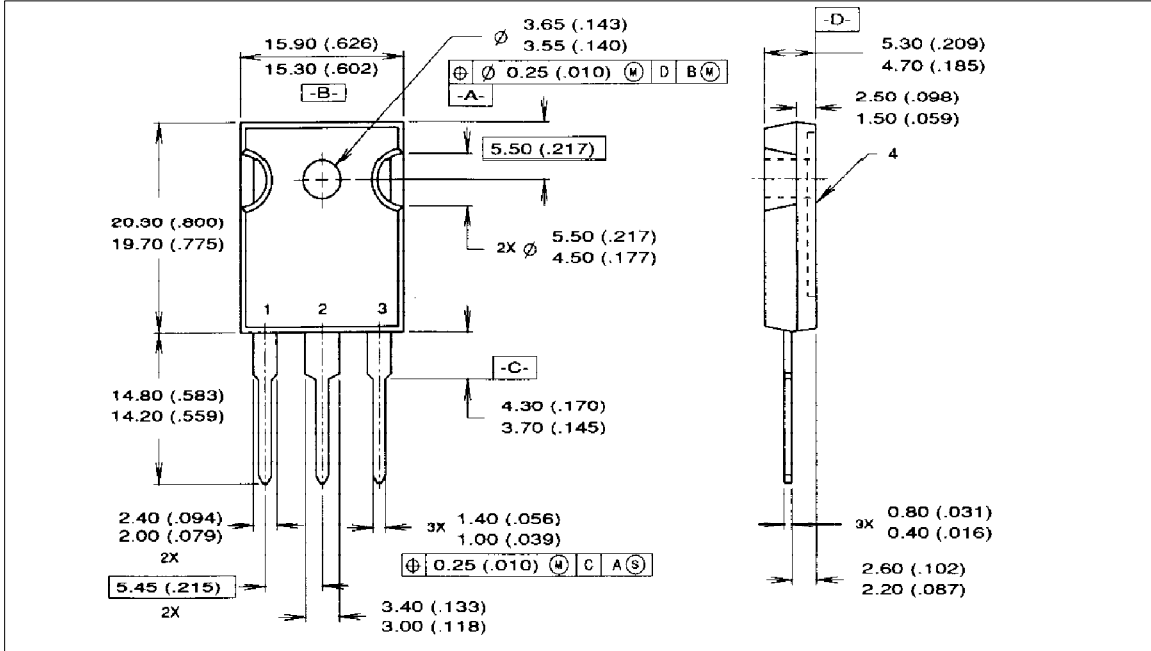 15.90 (.626)
15.30 (.602)
-B-
Ø 3.65 (.143)
3.55 (.140)
⌖ Ø 0.25 (.010) Ⓜ D B Ⓜ
-A-
5.50 (.217)
2X Ø 5.50 (.217)
4.50 (.177)
20.30 (.800)
19.70 (.775)
1 2 3
14.80 (.583)
14.20 (.559)
-C-
4.30 (.170)
3.70 (.145)
2.40 (.094)
2.00 (.079)
2X
5.45 (.215)
2X
3X 1.40 (.056)
1.00 (.039)
⌖ 0.25 (.010) Ⓜ C A Ⓢ
3.40 (.133)
3.00 (.118)
-D-
5.30 (.209)
4.70 (.185)
2.50 (.098)
1.50 (.059)
4
3X 0.80 (.031)
0.40 (.016)
2.60 (.102)
2.20 (.087)